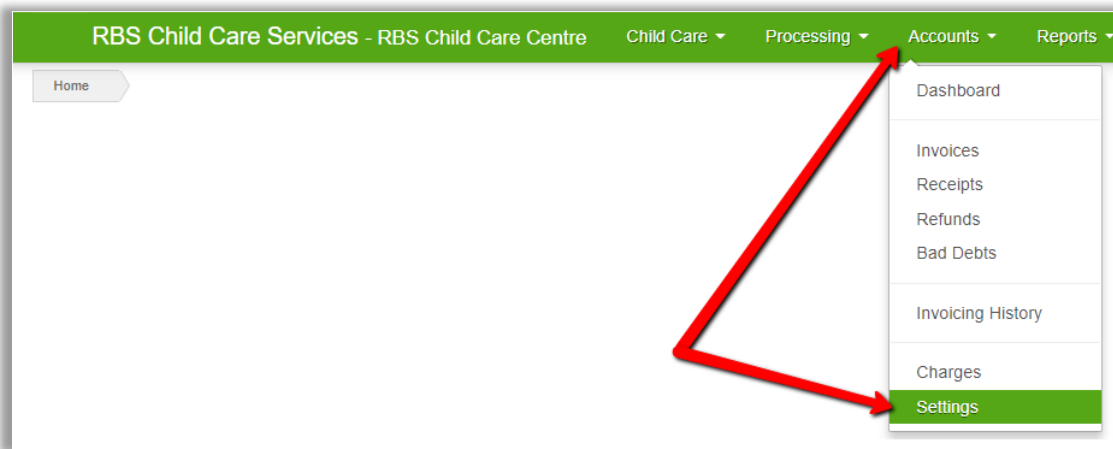 RBS Child Care Services - RBS Child Care Centre Child Care Processing Accounts Reports
Home
Dashboard
Invoices
Receipts
Refunds
Bad Debts
Invoicing History
Charges
Settings